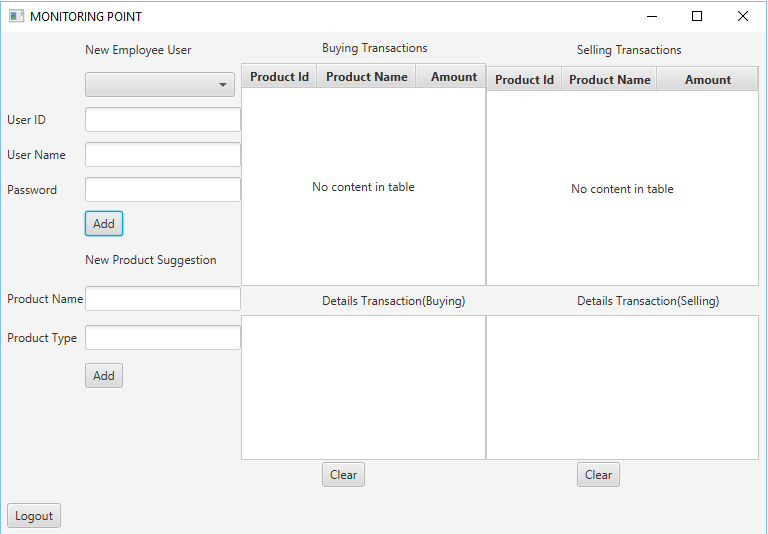 MONITORING POINT
New Employee User
Buying Transactions
Selling Transactions
Product Id Product Name Amount
Product Id Product Name Amount
User ID
User Name
No content in table
No content in table
Password
Add
New Product Suggestion
Product Name
Details Transaction(Buying)
Details Transaction(Selling)
Product Type
Add
Clear
Clear
Logout